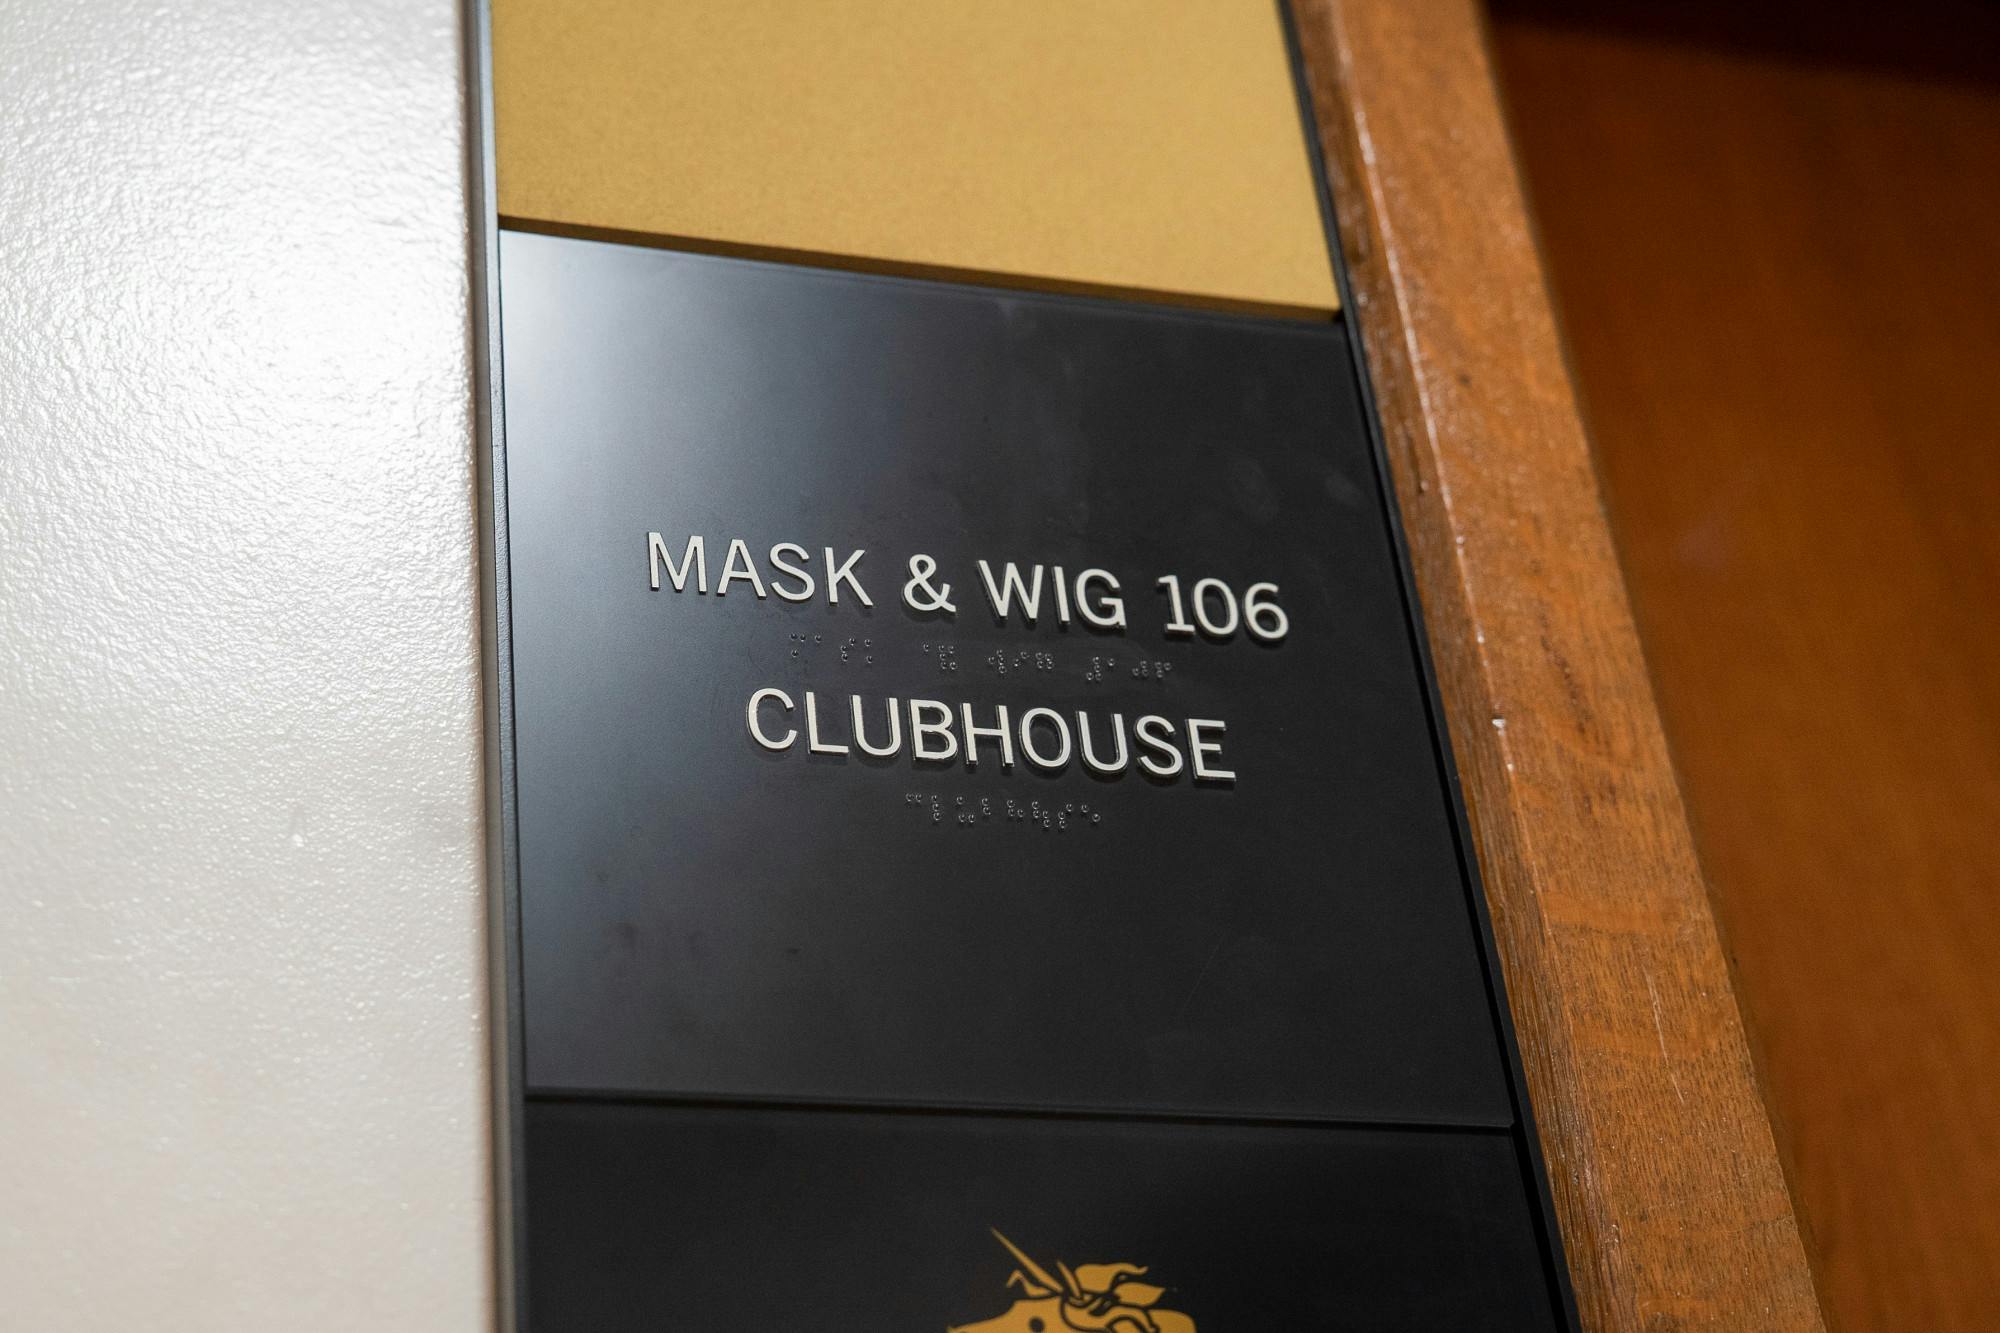 MASK & WIG 106
CLUBHOUSE